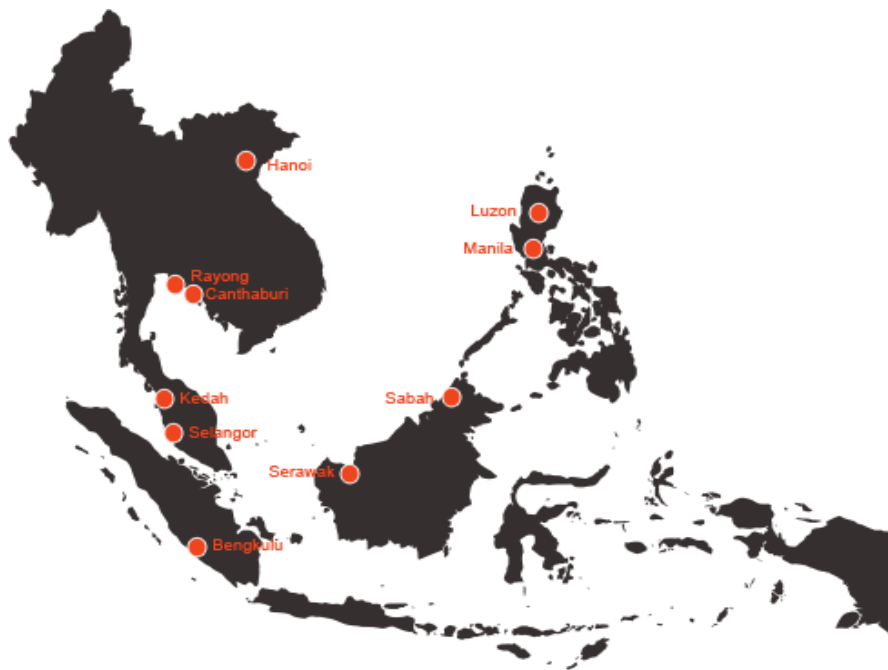 Hanoi
Luzon
Manila
Rayong
Canthaburi
Kedah
Sabah
Selangor
Serawak
Bengkulu